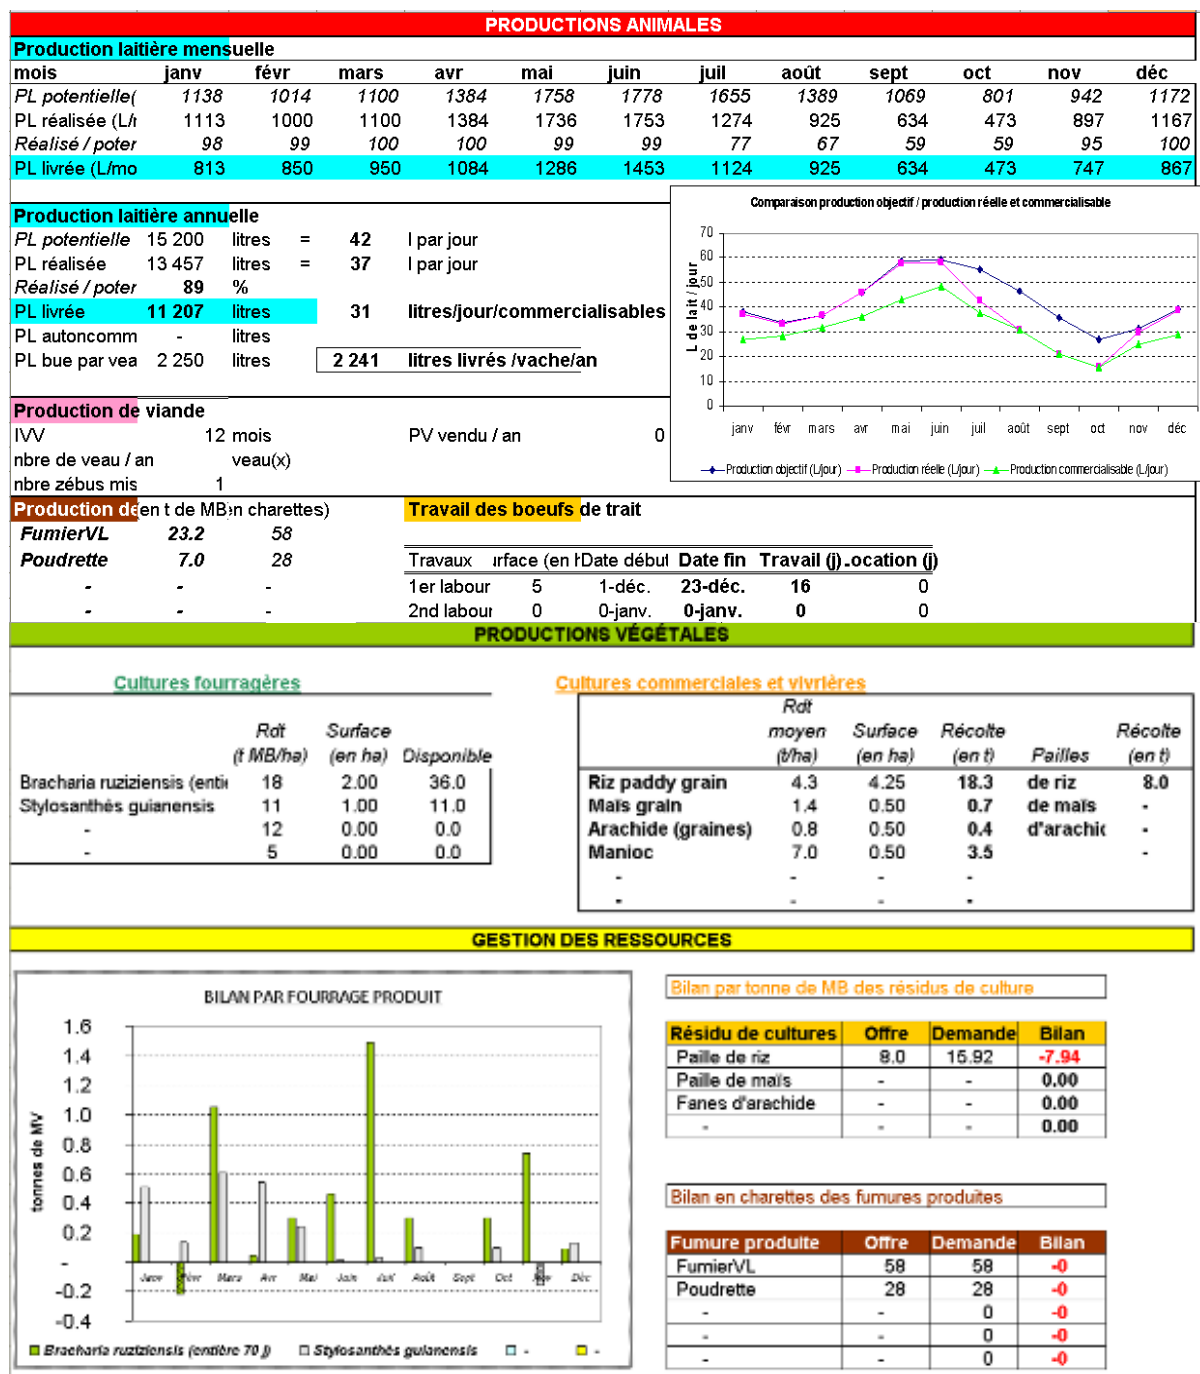 PRODUCTIONS ANIMALES
Production laitière mensuelle
mois janv févr mars avr mai juin juil août sept oct nov déc
PL potentielle( 1138 1014 1100 1384 1758 1778 1655 1389 1069 801 942 1172
PL réalisée (L/r 1113 1000 1100 1384 1736 1753 1274 925 634 473 897 1167
Réalisé / poter 98 99 100 100 99 99 77 67 59 59 95 100
PL livrée (L/mo 813 850 950 1084 1286 1453 1124 925 634 473 747 867
Production laitière annuelle
PL potentielle 15 200 litres = 42 l par jour
PL réalisée 13 457 litres = 37 l par jour
Réalisé / poter 89 %
PL livrée 11 207 litres 31 litres/jour/commercialisables
PL autoncomm - litres
PL bue par vea 2 250 litres 2 241 litres livrés /vache/an
Comparaison production objectif / production réelle et commercialisable
L de lait / jour
70
60
50
40
30
20
10
0
janv févr mars avr mai juin juil août sept oct nov déc
Production objectif (L/jour) Production réelle (L/jour) Production commercialisable (L/jour)
Production de viande
IVV 12 mois PV vendu / an 0
nbre de veau / an veau(x)
nbre zébus mis 1
Production de (en t de MB en charettes) Travail des boeufs de trait
FumierVL 23.2 58
Poudrette 7.0 28 Travaux urface (en h Date début Date fin Travail (j) Location (j)
- - - 1er labour 5 1-déc. 23-déc. 16 0
- - - 2nd labour 0 0-janv. 0-janv. 0 0
PRODUCTIONS VÉGÉTALES
Cultures fourragères
Rdt (t MB/ha) Surface (en ha) Disponible
Bracharia ruziziensis (entiè 18 2.00 36.0
Stylosanthès guianensis 11 1.00 11.0
- 12 0.00 0.0
- 5 0.00 0.0
Cultures commerciales et vivrières
Rdt moyen (t/ha) Surface (en ha) Récolte (en t) Pailles Récolte (en t)
Riz paddy grain 4.3 4.25 18.3 de riz 8.0
Maïs grain 1.4 0.50 0.7 de maïs -
Arachide (graines) 0.8 0.50 0.4 d'arachic -
Manioc 7.0 0.50 3.5 -
- - -
- - -
GESTION DES RESSOURCES
BILAN PAR FOURRAGE PRODUIT
tonnes de MV
1.6
1.4
1.2
1.0
0.8
0.6
0.4
0.2
-
-0.2
-0.4
Janv Févr Mars Avr Mai Juin Juil Août Sept Oct Nov Déc
Bracharia ruziziensis (entière 70 j) Stylosanthès guianensis - -
Bilan par tonne de MB des résidus de culture
Résidu de cultures Offre Demande Bilan
Paille de riz 8.0 15.92 -7.94
Paille de maïs - - 0.00
Fanes d'arachide - - 0.00
- - - 0.00
Bilan en charettes des fumures produites
Fumure produite Offre Demande Bilan
FumierVL 58 58 -0
Poudrette 28 28 -0
- - 0 -0
- - 0 -0
- - 0 -0